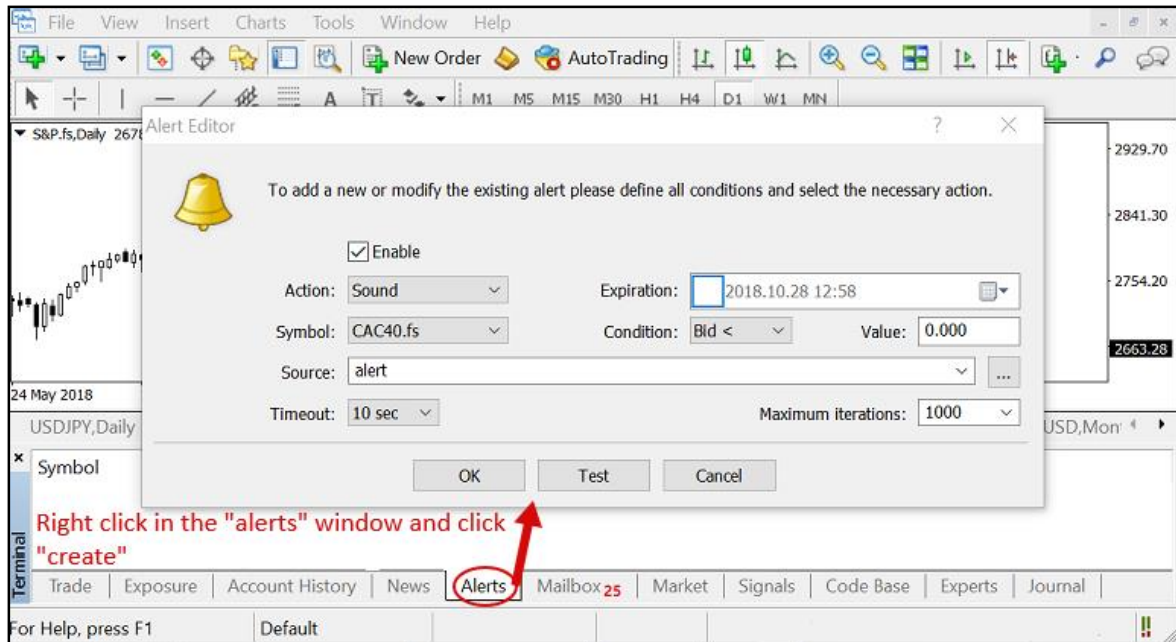 File View Insert Charts Tools Window Help
New Order AutoTrading
A T M1 M5 M15 M30 H1 H4 D1 W1 MN
Alert Editor ?
S&P.fs,Daily 267
2929.70
To add a new or modify the existing alert please define all conditions and select the necessary action.
2841.30
Enable
Action: Sound Expiration: 2018.10.28 12:58
2754.20
Symbol: CAC40.fs Condition: Bid < Value: 0.000
2663.28
Source: alert ...
24 May 2018
Timeout: 10 sec Maximum iterations: 1000
USDJPY,Daily USD,Mon
Symbol
OK Test Cancel
Right click in the "alerts" window and click
"create"
Terminal
Trade Exposure Account History News Alerts Mailbox 25 Market Signals Code Base Experts Journal
For Help, press F1 Default